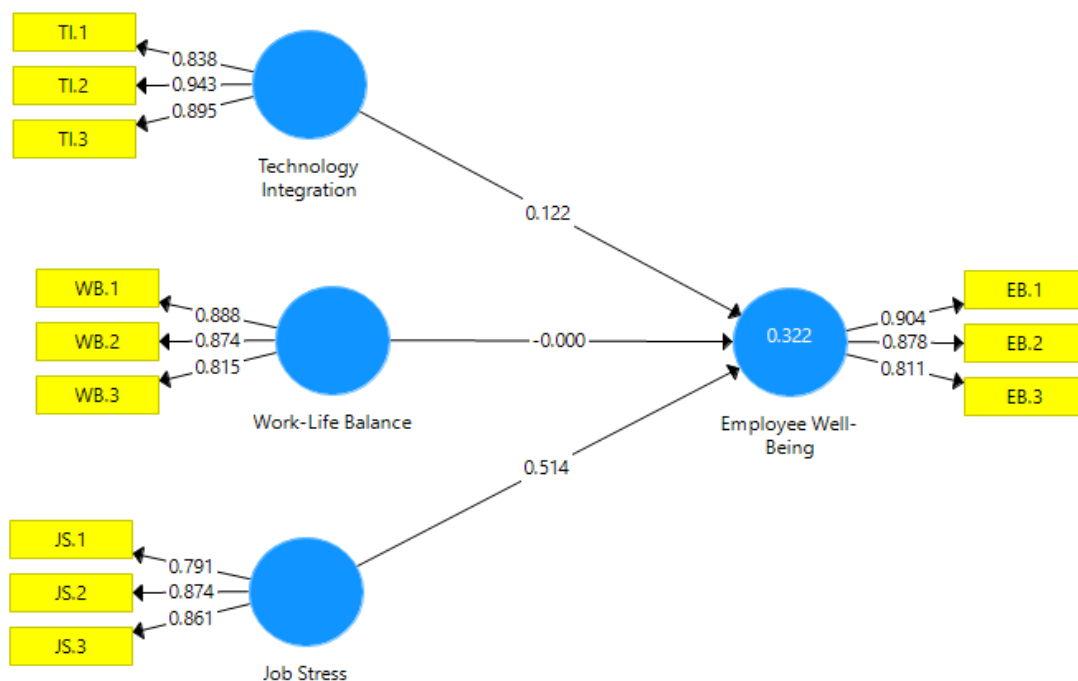 TI.1
0.838
TI.2
0.943
0.895
TI.3
Technology
Integration
0.122
WB.1
0.888
WB.2
0.874
0.815
WB.3
Work-Life Balance
-0.000
0.322
Employee Well-
Being
EB.1
0.904
EB.2
0.878
0.811
EB.3
0.514
JS.1
0.791
JS.2
0.874
0.861
JS.3
Job Stress